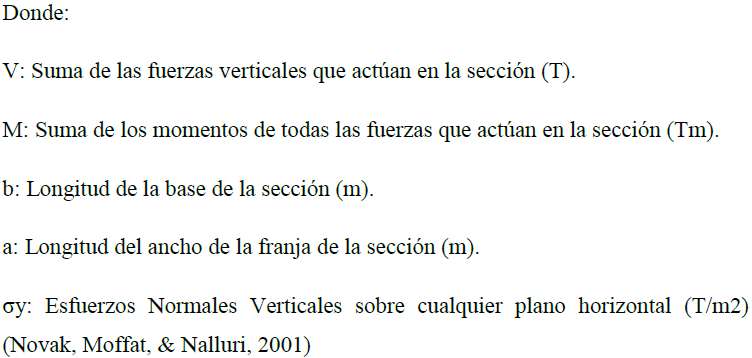 Donde:
V: Suma de las fuerzas verticales que actúan en la sección (T).
M: Suma de los momentos de todas las fuerzas que actúan en la sección (Tm).
b: Longitud de la base de la sección (m).
a: Longitud del ancho de la franja de la sección (m).
σy: Esfuerzos Normales Verticales sobre cualquier plano horizontal (T/m2)
(Novak, Moffat, & Nalluri, 2001)